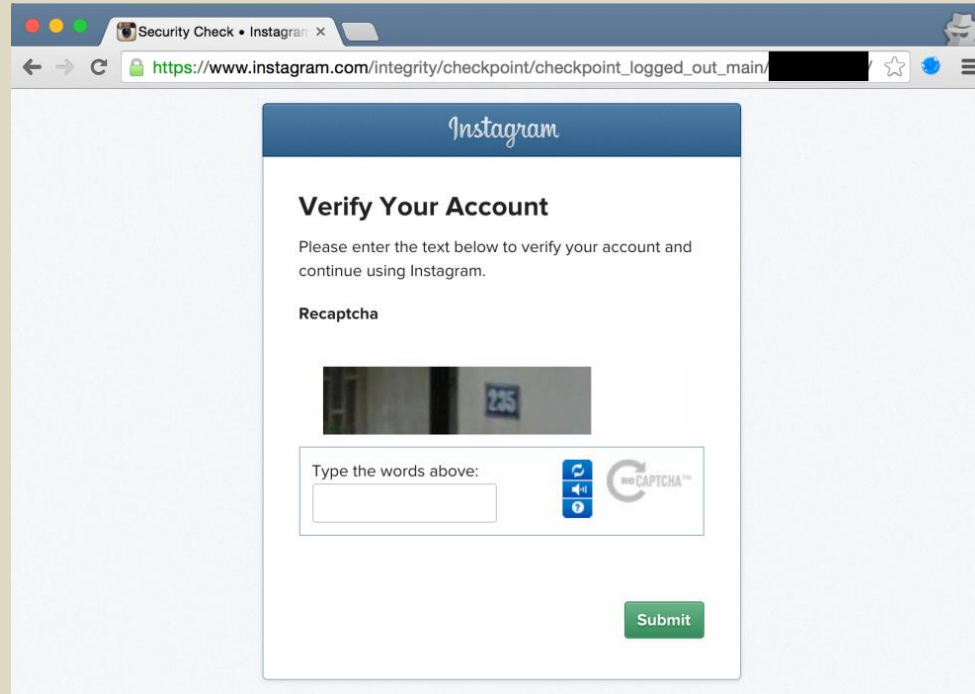 Security Check • Instagram
https://www.instagram.com/integrity/checkpoint/checkpoint_logged_out_main/ /
Instagram
Verify Your Account
Please enter the text below to verify your account and
continue using Instagram.
Recaptcha
235
Type the words above:
reCAPTCHA™
Submit